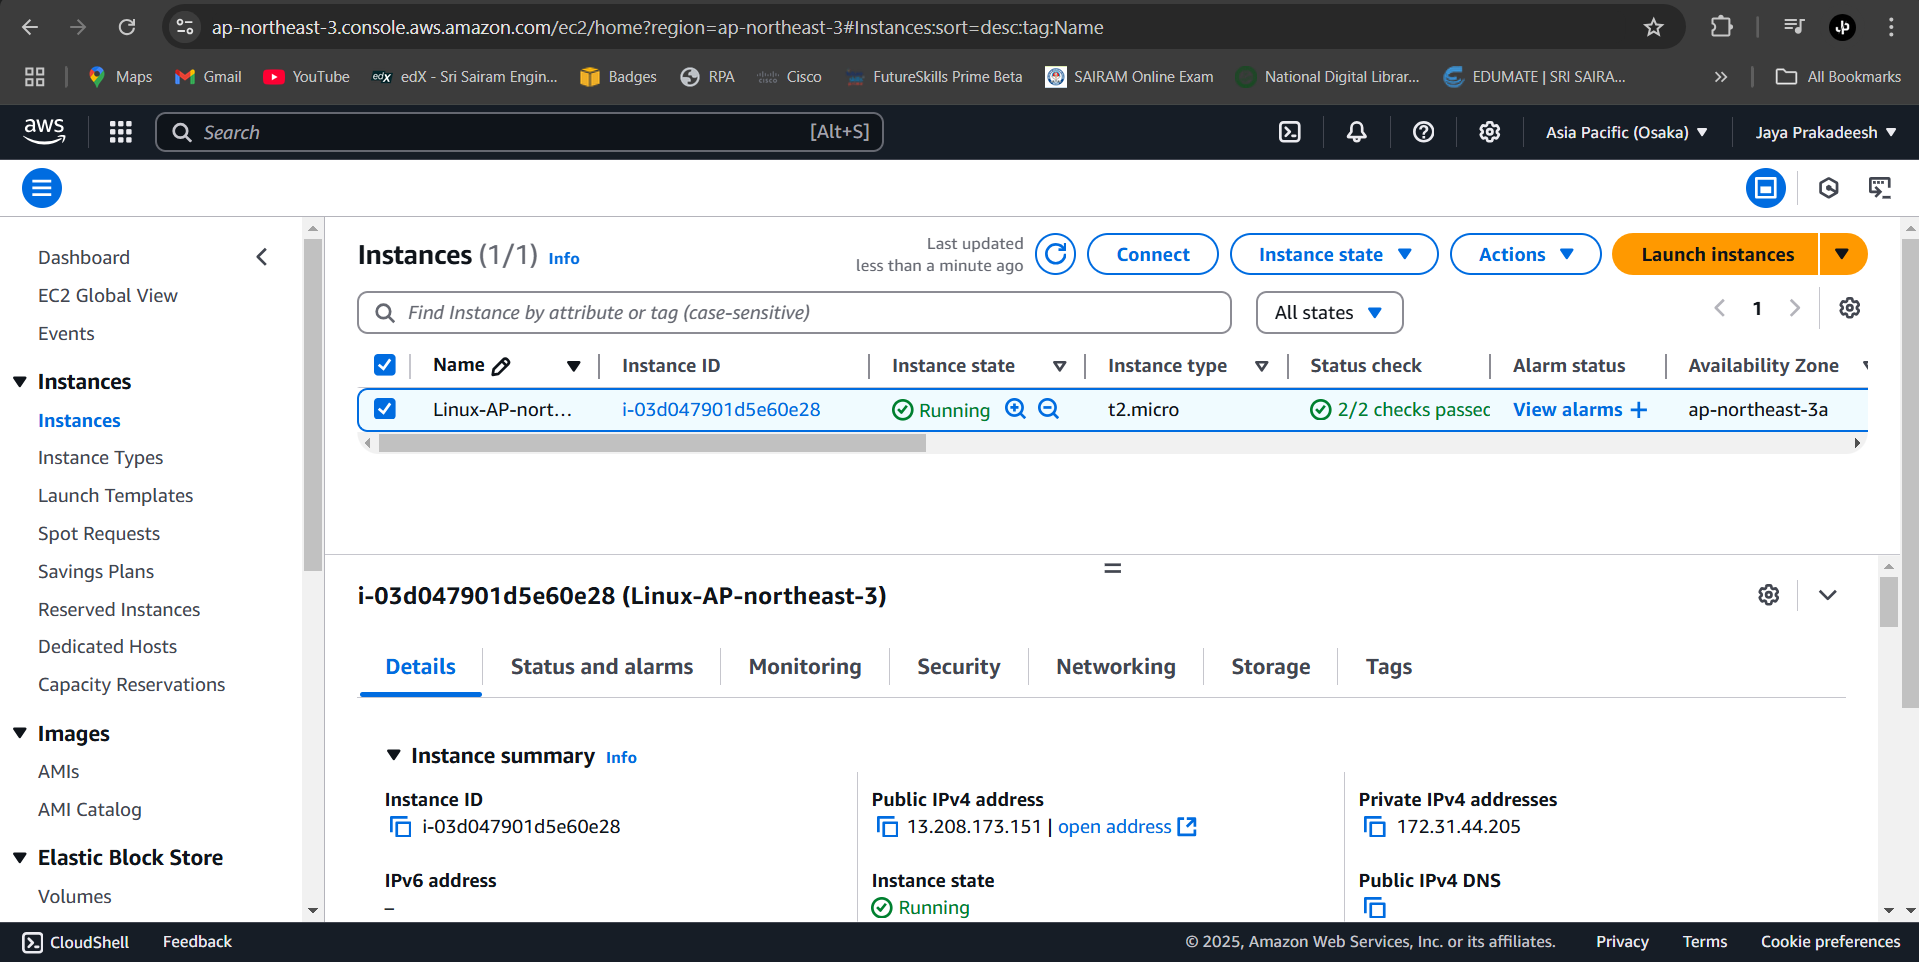 ap-northeast-3.console.aws.amazon.com/ec2/home?region=ap-northeast-3#Instances:sort=desc:tag:Name
Maps Gmail YouTube edX edX - Sri Sairam Engin... Badges RPA Cisco FutureSkills Prime Beta SAIRAM Online Exam National Digital Librar... EDUMATE | SRI SAIRA... » All Bookmarks
aws Search [Alt+S] Asia Pacific (Osaka) Jaya Prakadeesh
Dashboard
EC2 Global View
Events
Instances
Instances
Instance Types
Launch Templates
Spot Requests
Savings Plans
Reserved Instances
Dedicated Hosts
Capacity Reservations
Images
AMIs
AMI Catalog
Elastic Block Store
Volumes
Instances (1/1) Info
Last updated
less than a minute ago
Connect Instance state Actions Launch instances
Find Instance by attribute or tag (case-sensitive) All states 1
Name Instance ID Instance state Instance type Status check Alarm status Availability Zone
Linux-AP-nort... i-03d047901d5e60e28 Running t2.micro 2/2 checks passed View alarms + ap-northeast-3a
i-03d047901d5e60e28 (Linux-AP-northeast-3)
Details Status and alarms Monitoring Security Networking Storage Tags
Instance summary Info
Instance ID
i-03d047901d5e60e28
Public IPv4 address
13.208.173.151 | open address
Private IPv4 addresses
172.31.44.205
IPv6 address
–
Instance state
Running
Public IPv4 DNS
CloudShell Feedback © 2025, Amazon Web Services, Inc. or its affiliates. Privacy Terms Cookie preferences